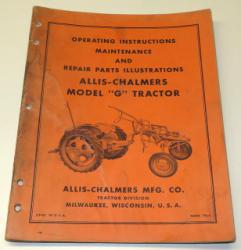 OPERATING INSTRUCTIONS
MAINTENANCE
AND
REPAIR PARTS ILLUSTRATIONS
ALLIS-CHALMERS
MODEL "G" TRACTOR
ALLIS-CHALMERS MFG. CO.
TRACTOR DIVISION
MILWAUKEE, WISCONSIN, U. S. A.